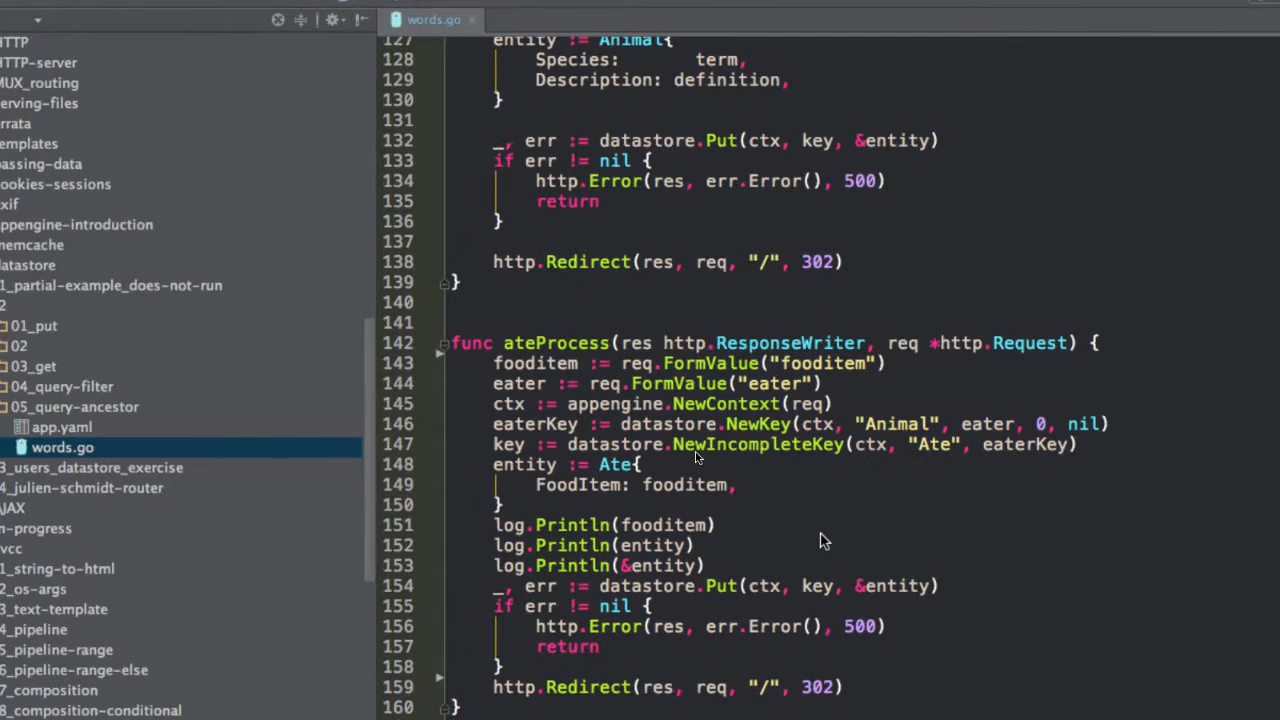 words.go
HTTP
HTTP-server
MUX_routing
erving-files
rrata
emplates
assing-data
ookies-sessions
xif
ppengine-introduction
nemcache
latastore
1_partial-example_does-not-run
2
01_put
02
03_get
04_query-filter
05_query-ancestor
app.yaml
words.go
3_users_datastore_exercise
4_julien-schmidt-router
AJAX
n-progress
vcc
1_string-to-html
2_os-args
3_text-template
4_pipeline
5_pipeline-range
6_pipeline-range-else
7_composition
8_composition-conditional
127 entity := Animal{
128 Species: term,
129 Description: definition,
130 }
131
132 _, err := datastore.Put(ctx, key, &entity)
133 if err != nil {
134 http.Error(res, err.Error(), 500)
135 return
136 }
137
138 http.Redirect(res, req, "/", 302)
139 }
140
141
142 func ateProcess(res http.ResponseWriter, req *http.Request) {
143 fooditem := req.FormValue("fooditem")
144 eater := req.FormValue("eater")
145 ctx := appengine.NewContext(req)
146 eaterKey := datastore.NewKey(ctx, "Animal", eater, 0, nil)
147 key := datastore.NewIncompleteKey(ctx, "Ate", eaterKey)
148 entity := Ate{
149 FoodItem: fooditem,
150 }
151 log.Println(fooditem)
152 log.Println(entity)
153 log.Println(&entity)
154 _, err := datastore.Put(ctx, key, &entity)
155 if err != nil {
156 http.Error(res, err.Error(), 500)
157 return
158 }
159 http.Redirect(res, req, "/", 302)
160 }